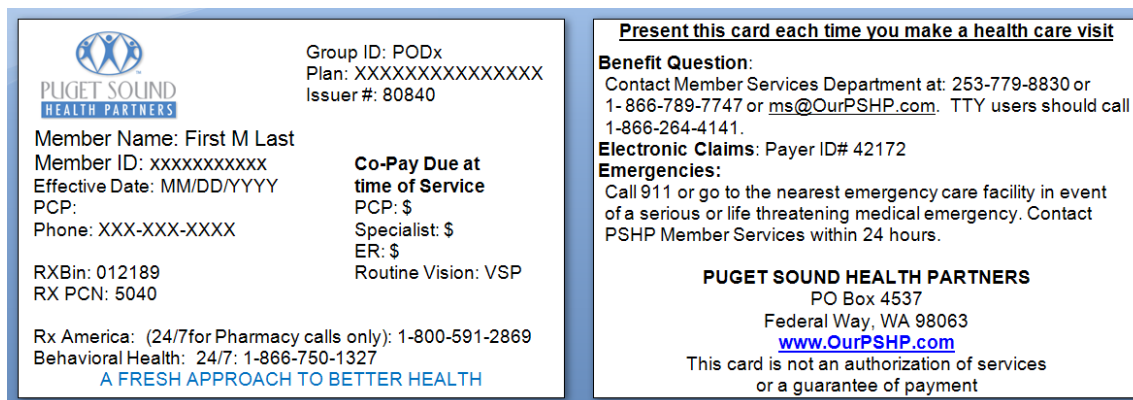 PUGET SOUND
HEALTH PARTNERS
Group ID: PODx
Plan: XXXXXXXXXXXXXXX
Issuer #: 80840
Member Name: First M Last
Member ID: xxxxxxxxxxx
Effective Date: MM/DD/YYYY
PCP:
Phone: XXX-XXX-XXXX
Co-Pay Due at
time of Service
PCP: $
Specialist: $
ER: $
Routine Vision: VSP
RXBin: 012189
RX PCN: 5040
Rx America: (24/7for Pharmacy calls only): 1-800-591-2869
Behavioral Health: 24/7: 1-866-750-1327
A FRESH APPROACH TO BETTER HEALTH
Present this card each time you make a health care visit
Benefit Question:
Contact Member Services Department at: 253-779-8830 or
1- 866-789-7747 or ms@OurPSHP.com. TTY users should call
1-866-264-4141.
Electronic Claims: Payer ID# 42172
Emergencies:
Call 911 or go to the nearest emergency care facility in event
of a serious or life threatening medical emergency. Contact
PSHP Member Services within 24 hours.
PUGET SOUND HEALTH PARTNERS
PO Box 4537
Federal Way, WA 98063
www.OurPSHP.com
This card is not an authorization of services
or a guarantee of payment